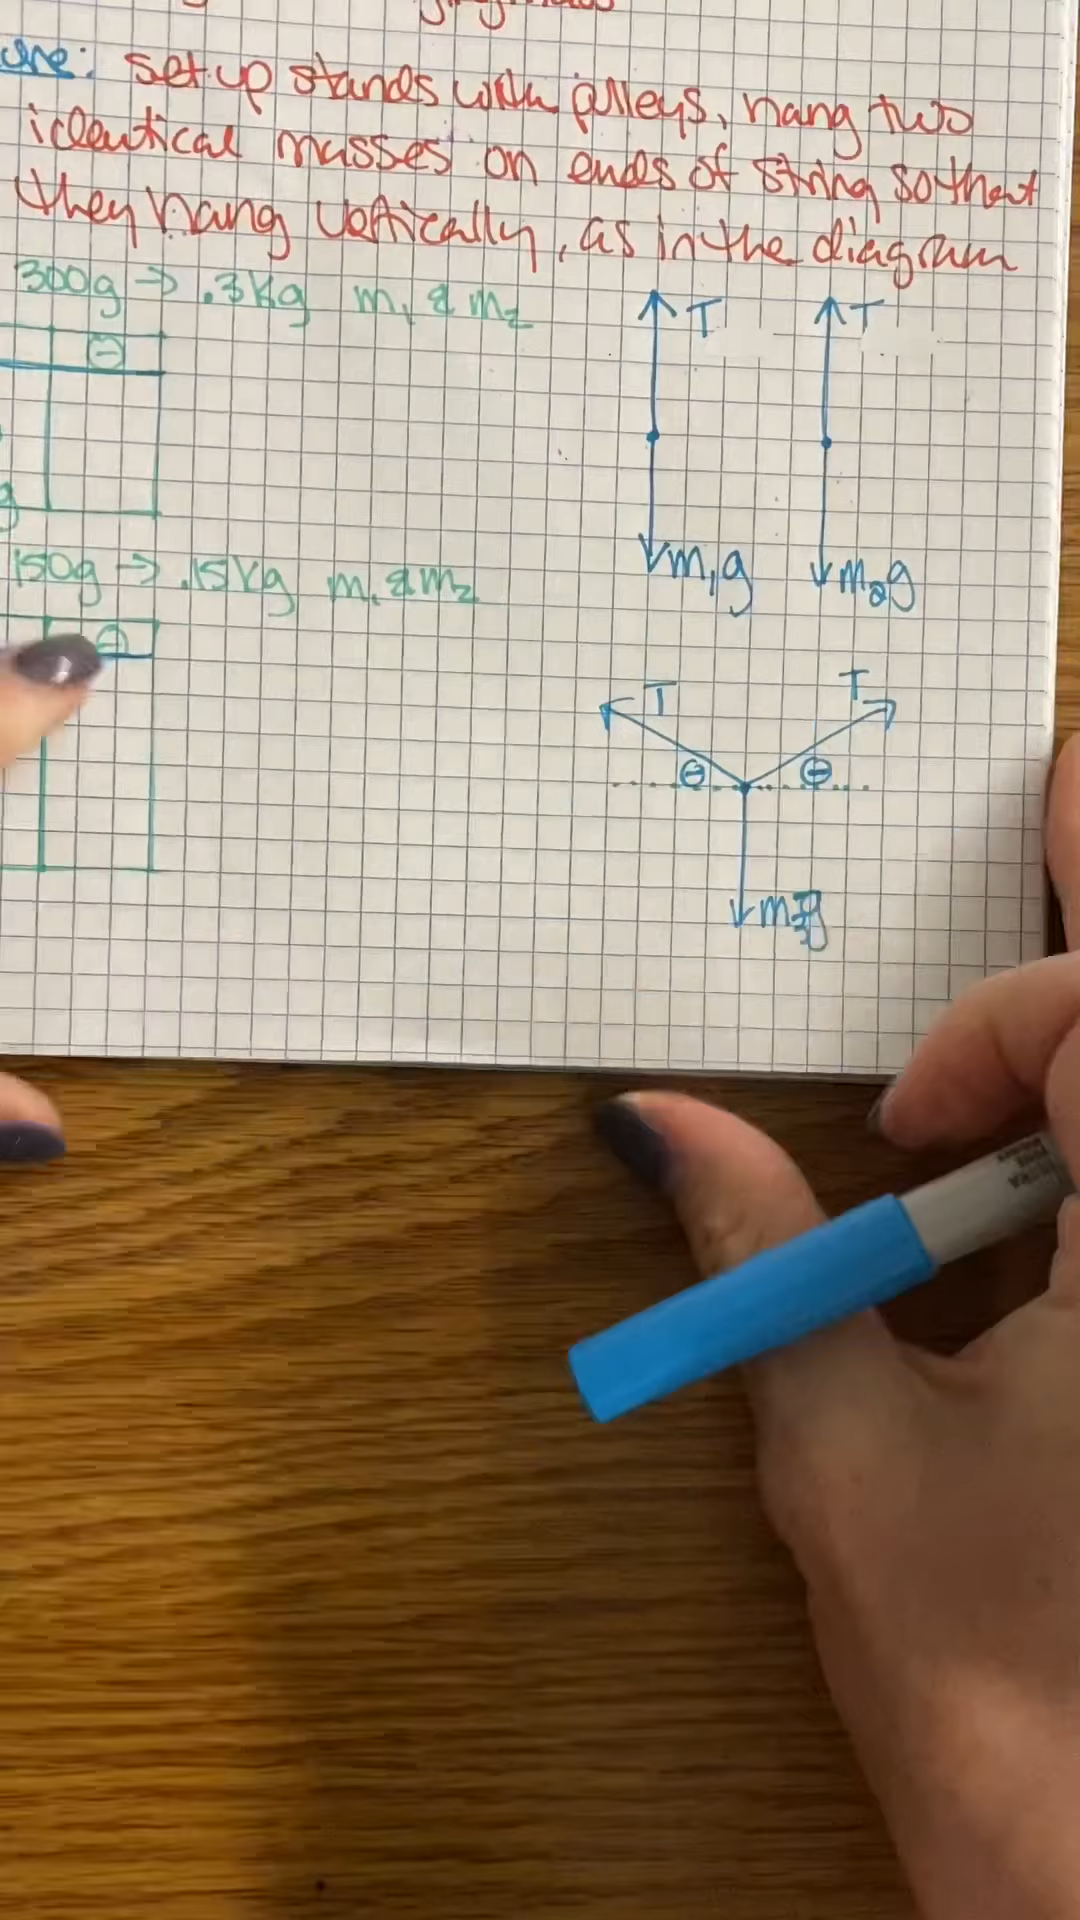 ure: set up stands with pulleys, hang two
identical masses on ends of string so that
they hang vertically, as in the diagram
300g → .3kg m₁ & m₂
T T
θ
m₁g m₂g
150g → .15kg m₁ & m₂
θ
T T
θ θ